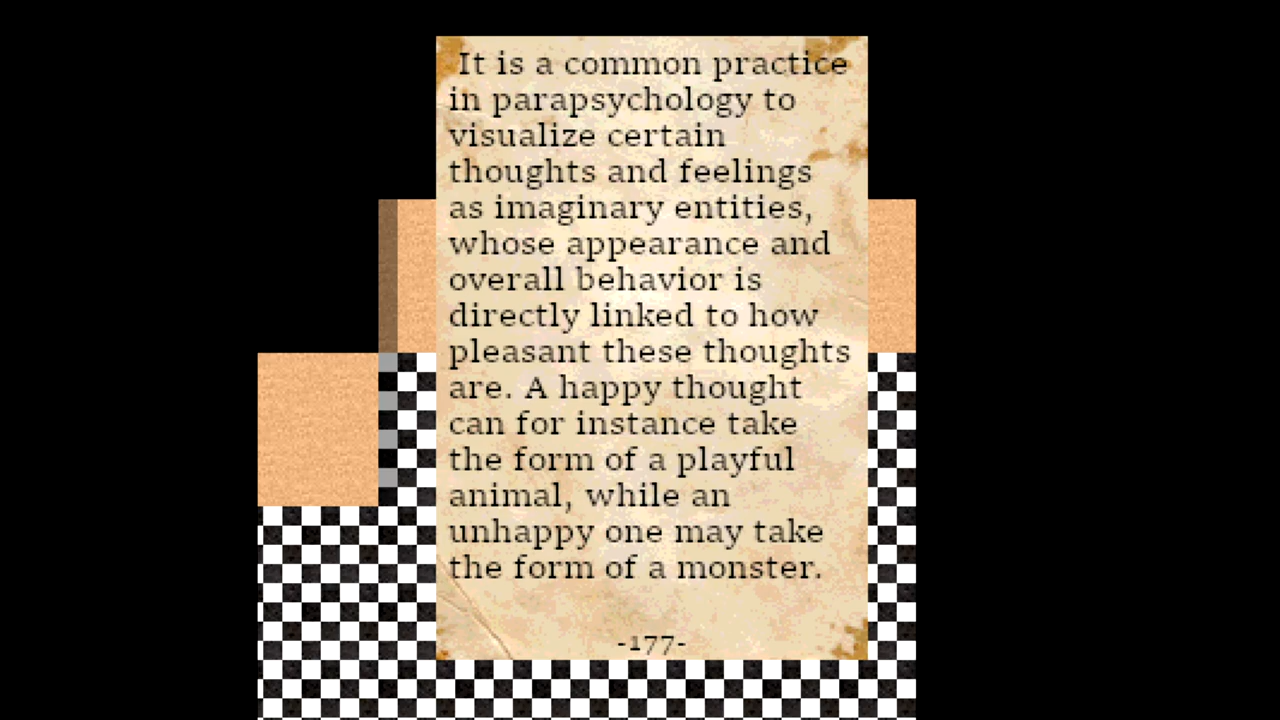 It is a common practice
in parapsychology to
visualize certain
thoughts and feelings
as imaginary entities,
whose appearance and
overall behavior is
directly linked to how
pleasant these thoughts
are. A happy thought
can for instance take
the form of a playful
animal, while an
unhappy one may take
the form of a monster.
-177-